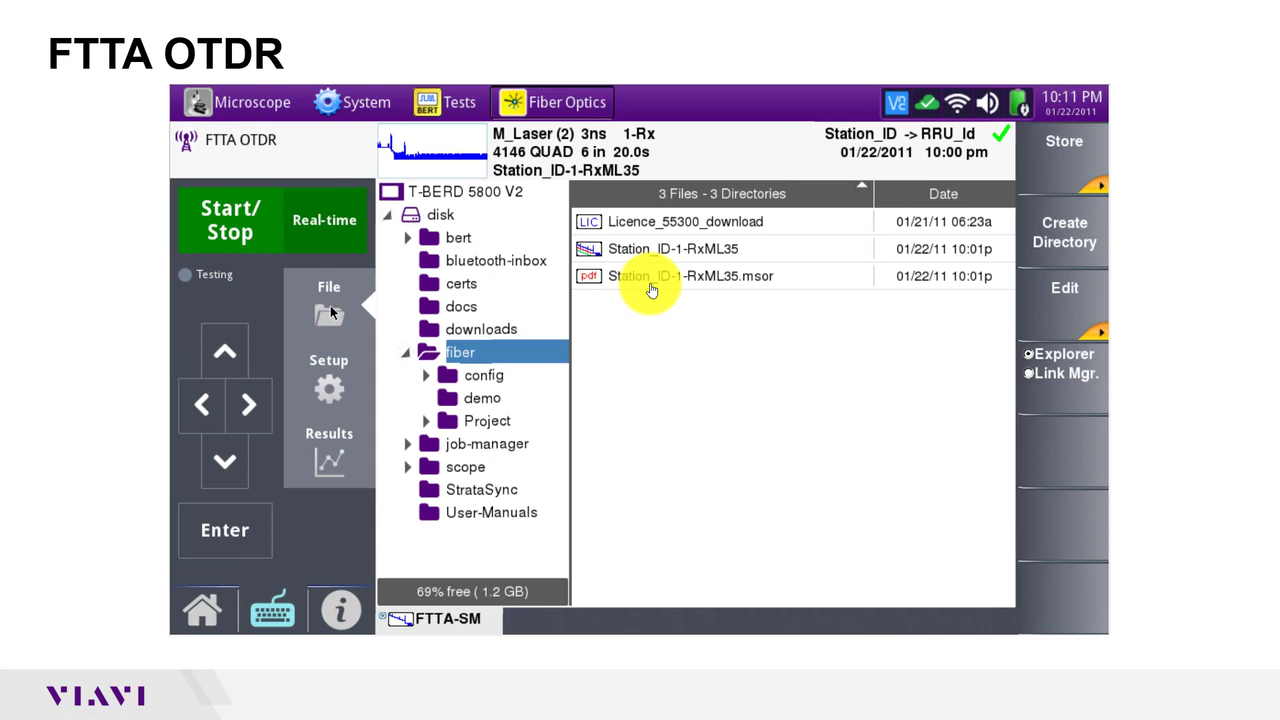 FTTA OTDR
Microscope System BERT Tests Fiber Optics V2 10:11 PM
01/22/2011
FTTA OTDR
M_Laser (2) 3ns 1-Rx
4146 QUAD 6 in 20.0s
Station_ID-1-RxML35
Station_ID -> RRU_Id
01/22/2011 10:00 pm
Start/
Stop
Real-time
Testing
File
Setup
Results
Enter
T-BERD 5800 V2
disk
bert
bluetooth-inbox
certs
docs
downloads
fiber
config
demo
Project
job-manager
scope
StrataSync
User-Manuals
69% free ( 1.2 GB)
3 Files - 3 Directories Date
LIC Licence_55300_download 01/21/11 06:23a
Station_ID-1-RxML35 01/22/11 10:01p
pdf Station_ID-1-RxML35.msor 01/22/11 10:01p
FTTA-SM
Store
Create
Directory
Edit
Explorer
Link Mgr.
VIAVI